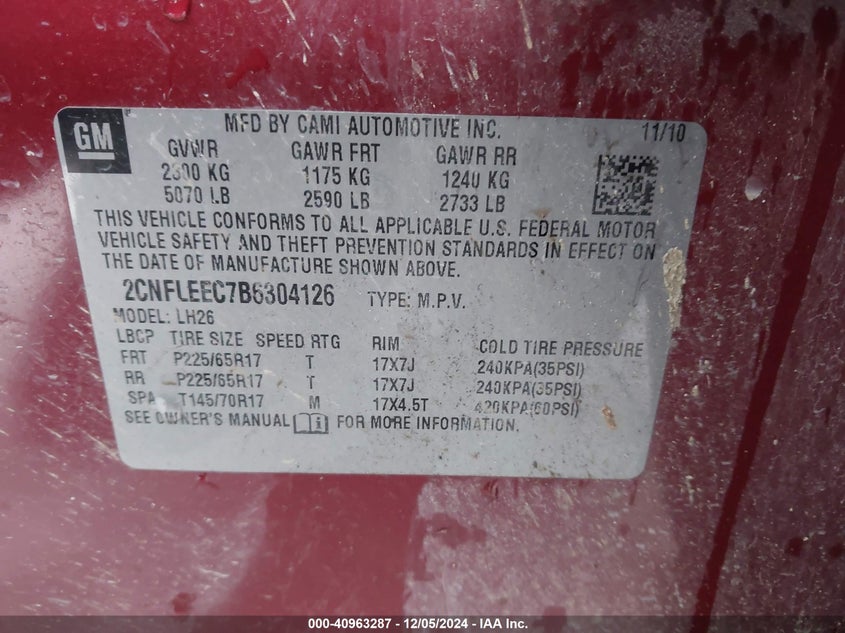 GM
MFD BY CAMI AUTOMOTIVE INC. 11/10
GVWR GAWR FRT GAWR RR
2300 KG 1175 KG 1240 KG
5070 LB 2590 LB 2733 LB
THIS VEHICLE CONFORMS TO ALL APPLICABLE U.S. FEDERAL MOTOR
VEHICLE SAFETY AND THEFT PREVENTION STANDARDS IN EFFECT ON
THE DATE OF MANUFACTURE SHOWN ABOVE.
2CNFLEEC7B6304126 TYPE: M.P.V.
MODEL: LH26
LBCP TIRE SIZE SPEED RTG RIM COLD TIRE PRESSURE
FRT P225/65R17 T 17X7J 240KPA(35PSI)
RR P225/65R17 T 17X7J 240KPA(35PSI)
SPA T145/70R17 M 17X4.5T 420KPA(60PSI)
SEE OWNER'S MANUAL FOR MORE INFORMATION.
000-40963287 - 12/05/2024 - IAA Inc.